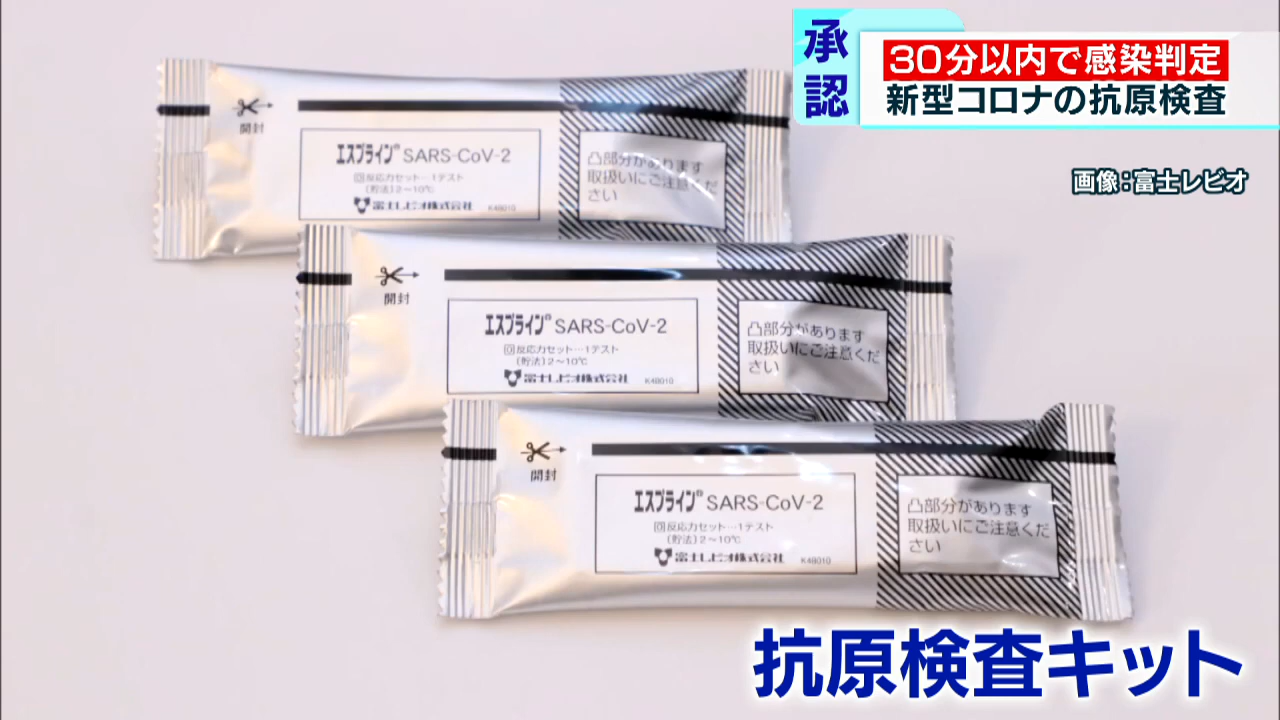 承認
30分以内で感染判定
新型コロナの抗原検査
画像:富士レビオ
開封
エスプライン® SARS-CoV-2
回反応カセット…1テスト
(貯法)2~10℃
富士レビオ株式会社 K48010
凸部分があります
取扱いにご注意くだ
さい
開封
エスプライン® SARS-CoV-2
回反応カセット…1テスト
(貯法)2~10℃
富士レビオ株式会社 K48010
凸部分があります
取扱いにご注意くだ
さい
開封
エスプライン® SARS-CoV-2
回反応カセット…1テスト
(貯法)2~10℃
富士レビオ株式会社 K48010
凸部分があります
取扱いにご注意くだ
さい
抗原検査キット